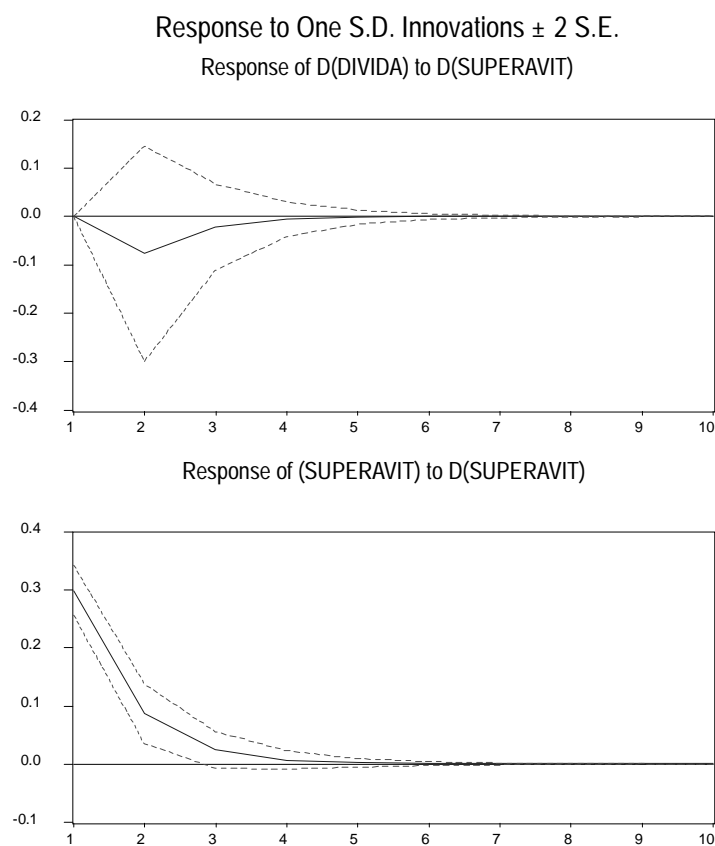 Response to One S.D. Innovations ± 2 S.E.
Response of D(DIVIDA) to D(SUPERAVIT)
0.2
0.1
0.0
-0.1
-0.2
-0.3
-0.4
1 2 3 4 5 6 7 8 9 10
Response of (SUPERAVIT) to D(SUPERAVIT)
0.4
0.3
0.2
0.1
0.0
-0.1
1 2 3 4 5 6 7 8 9 10